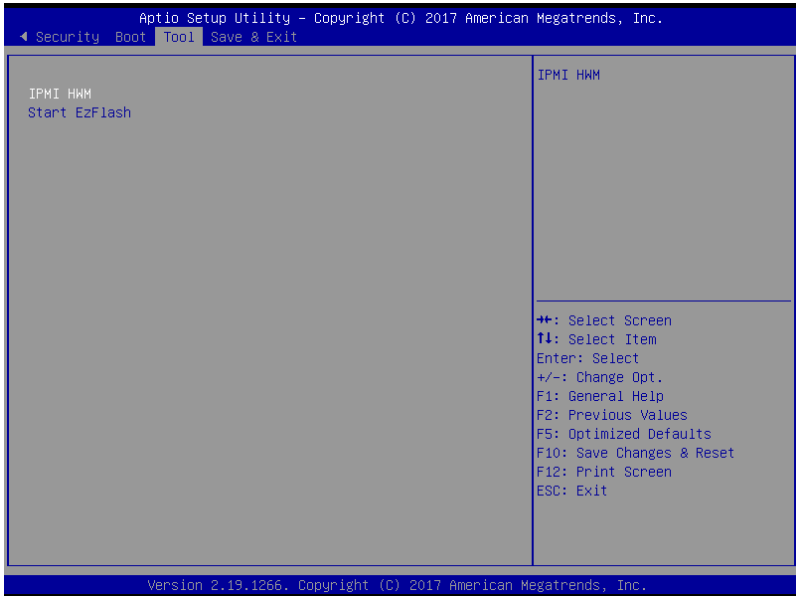 Aptio Setup Utility – Copyright (C) 2017 American Megatrends, Inc.
◄ Security Boot Tool Save & Exit
IPMI HWM
Start EzFlash
IPMI HWM
→←: Select Screen
↑↓: Select Item
Enter: Select
+/-: Change Opt.
F1: General Help
F2: Previous Values
F5: Optimized Defaults
F10: Save Changes & Reset
F12: Print Screen
ESC: Exit
Version 2.19.1266. Copyright (C) 2017 American Megatrends, Inc.